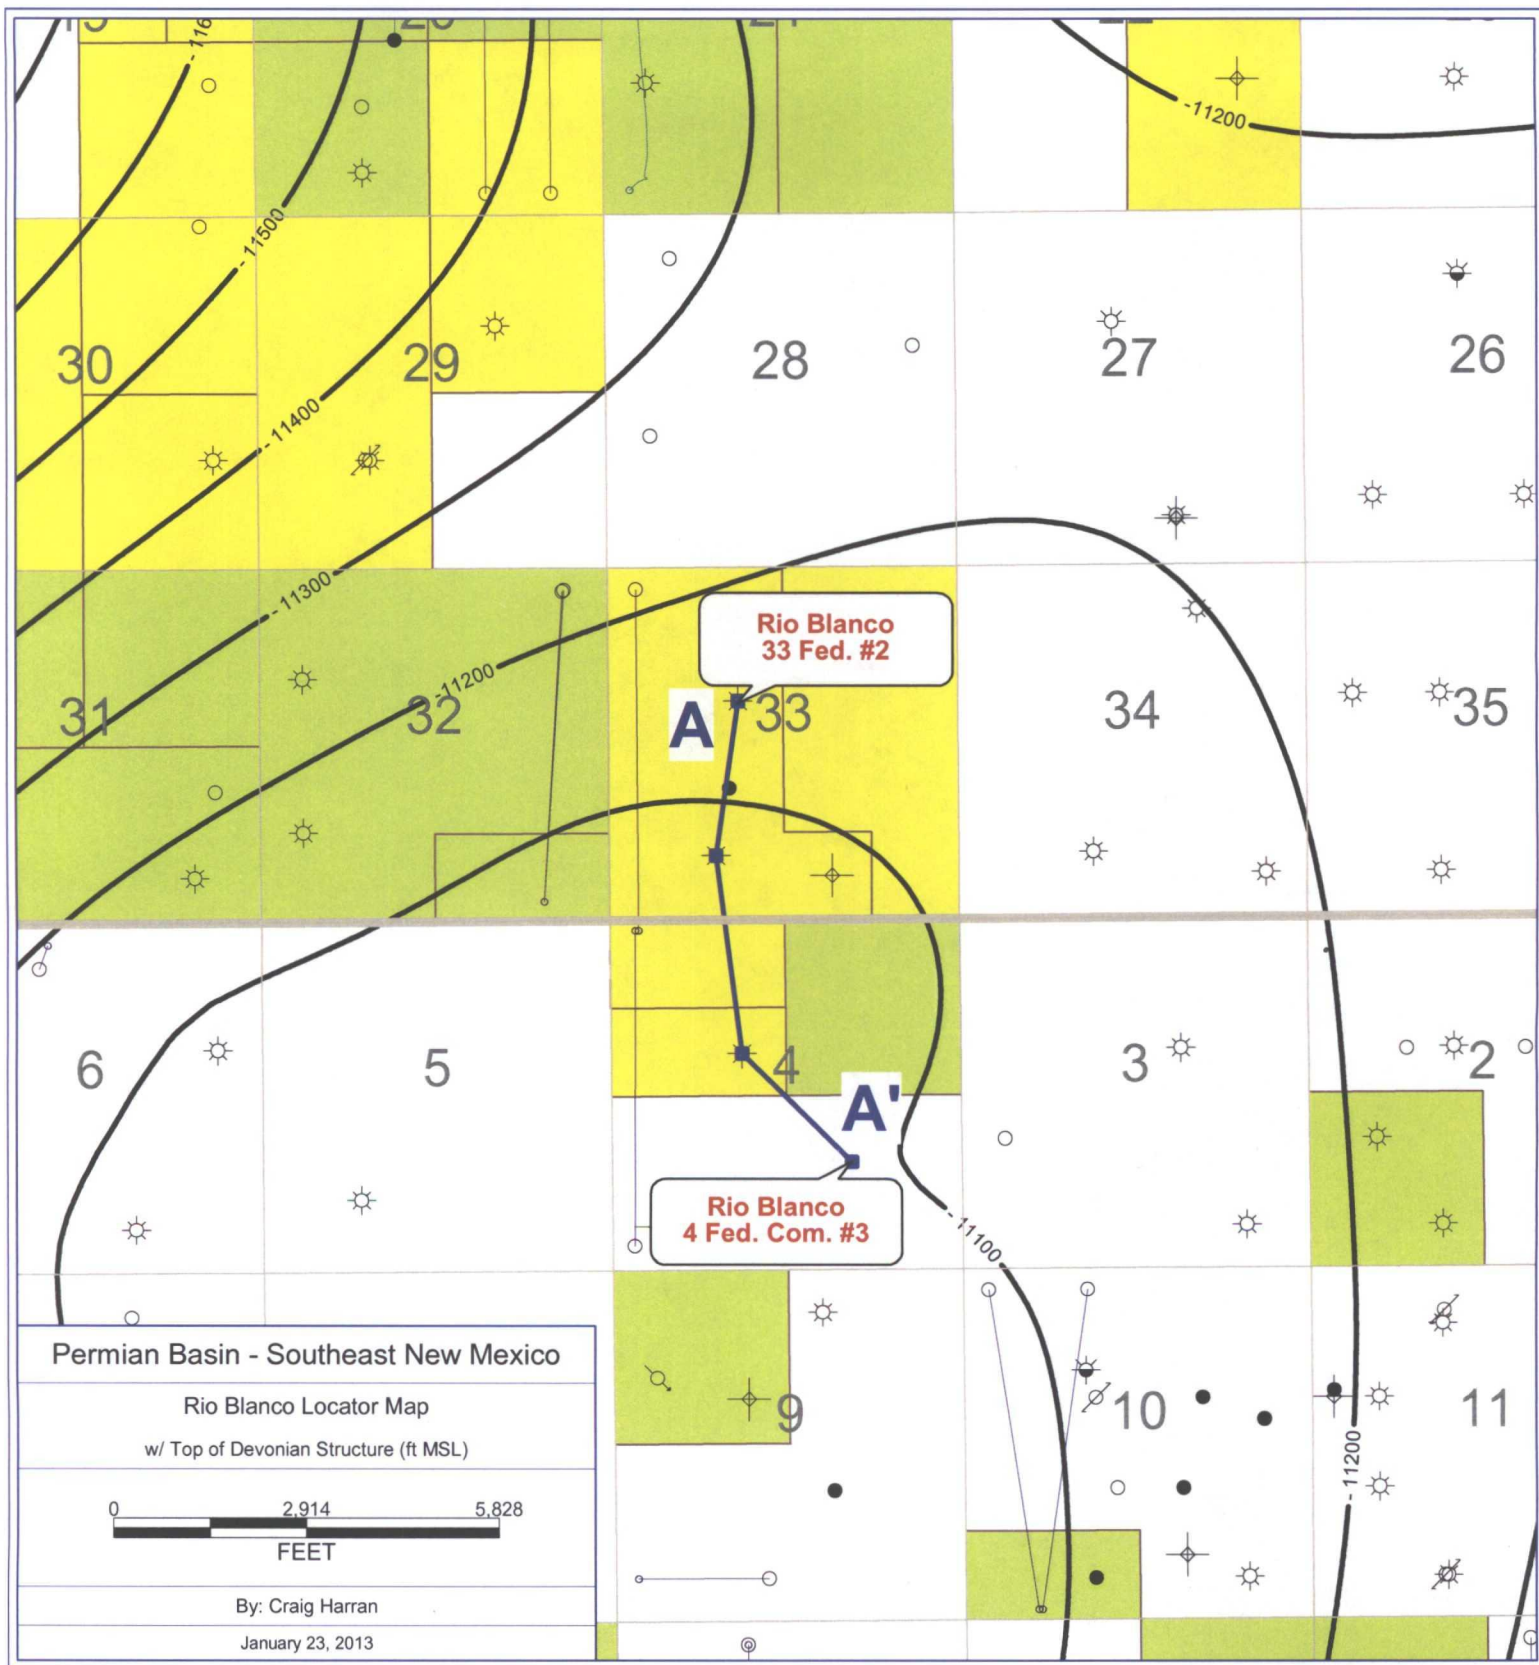 - 11500
- 11400
- 11300
-11200
-11200
30
29
28
27
26
Rio Blanco
33 Fed. #2
31
32
A
33
34
35
6
5
4
3
2
A'
Rio Blanco
4 Fed. Com. #3
- 11100
9
10
11
- 11200
Permian Basin - Southeast New Mexico
Rio Blanco Locator Map
w/ Top of Devonian Structure (ft MSL)
0 2,914 5,828
FEET
By: Craig Harran
January 23, 2013